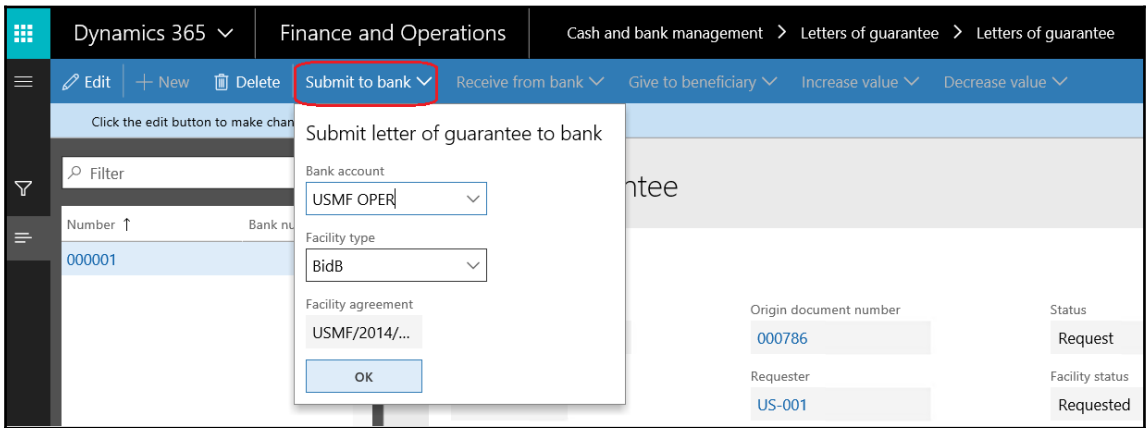 Dynamics 365 Finance and Operations Cash and bank management > Letters of guarantee > Letters of guarantee
Edit + New Delete Submit to bank Receive from bank Give to beneficiary Increase value Decrease value
Click the edit button to make chan
Submit letter of guarantee to bank
Filter
ntee
Bank account
USMF OPER
Number ↑ Bank nu
Facility type
000001
BidB
Facility agreement
Origin document number Status
USMF/2014/...
000786 Request
OK
Requester Facility status
US-001 Requested